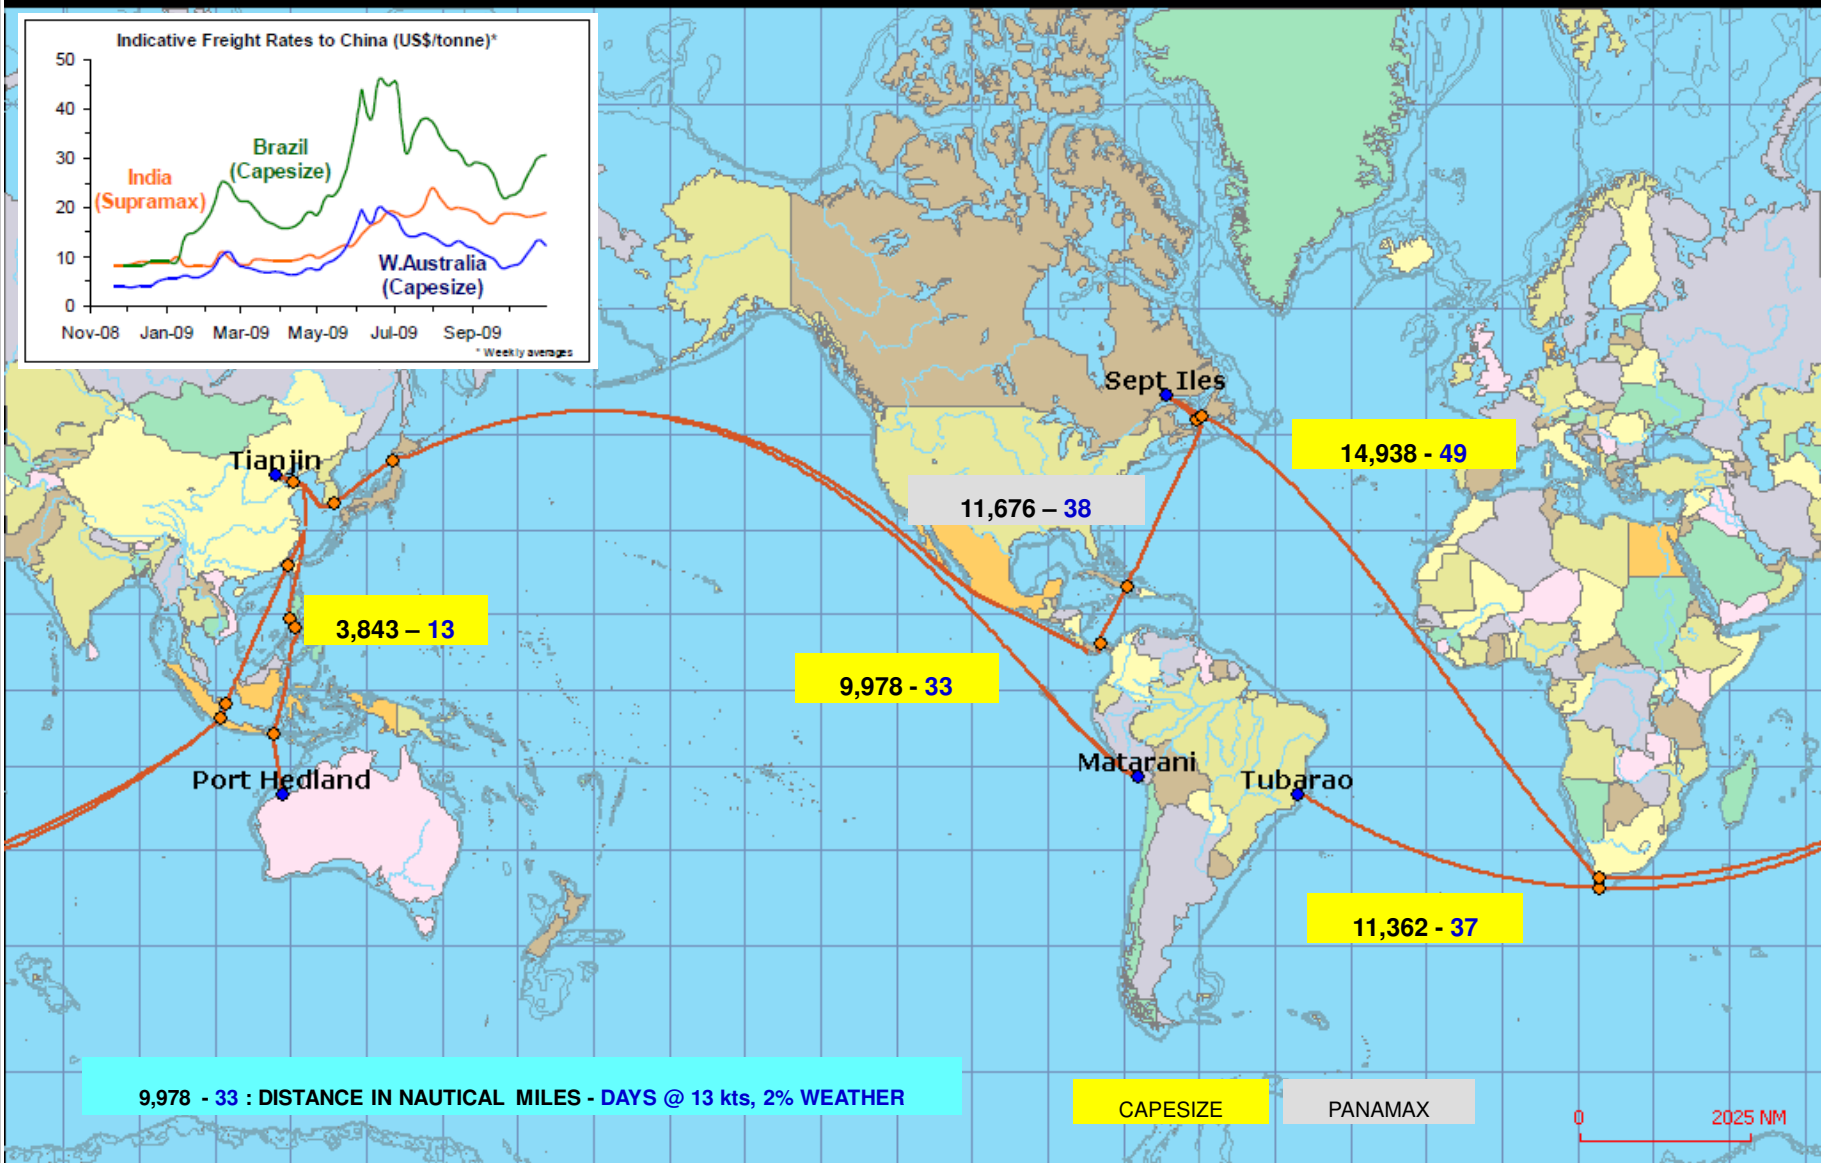 Indicative Freight Rates to China (US$/tonne)*
50
40
30
20
10
0
Brazil
(Capesize)
India
(Supramax)
W.Australia
(Capesize)
Nov-08 Jan-09 Mar-09 May-09 Jul-09 Sep-09
* Weekly averages
Sept Iles
14,938 - 49
Tianjin
11,676 – 38
3,843 – 13
9,978 - 33
Matarani
Tubarao
Port Hedland
11,362 - 37
9,978 - 33 : DISTANCE IN NAUTICAL MILES - DAYS @ 13 kts, 2% WEATHER
CAPESIZE
PANAMAX
0 2025 NM